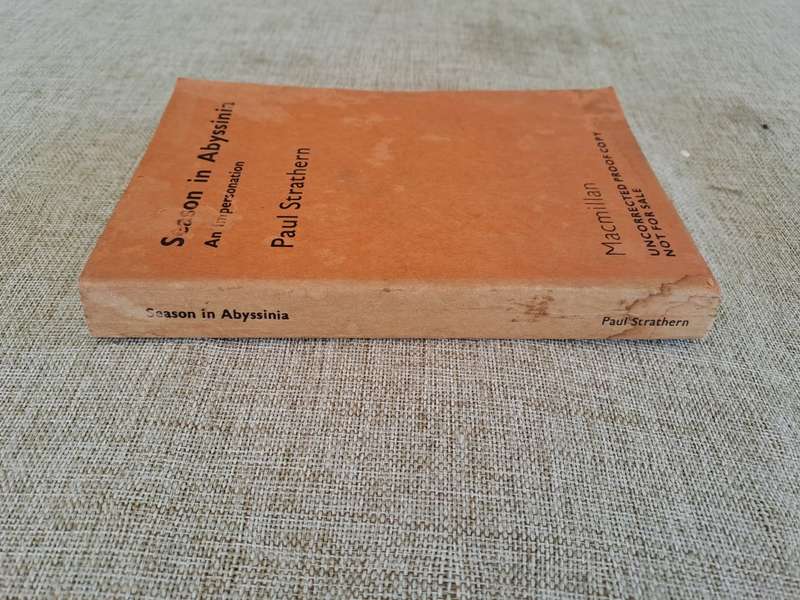 Season in Abyssinia
An Impersonation
Paul Strathern
Macmillan
UNCORRECTED PROOF COPY
NOT FOR SALE
Season in Abyssinia
Paul Strathern